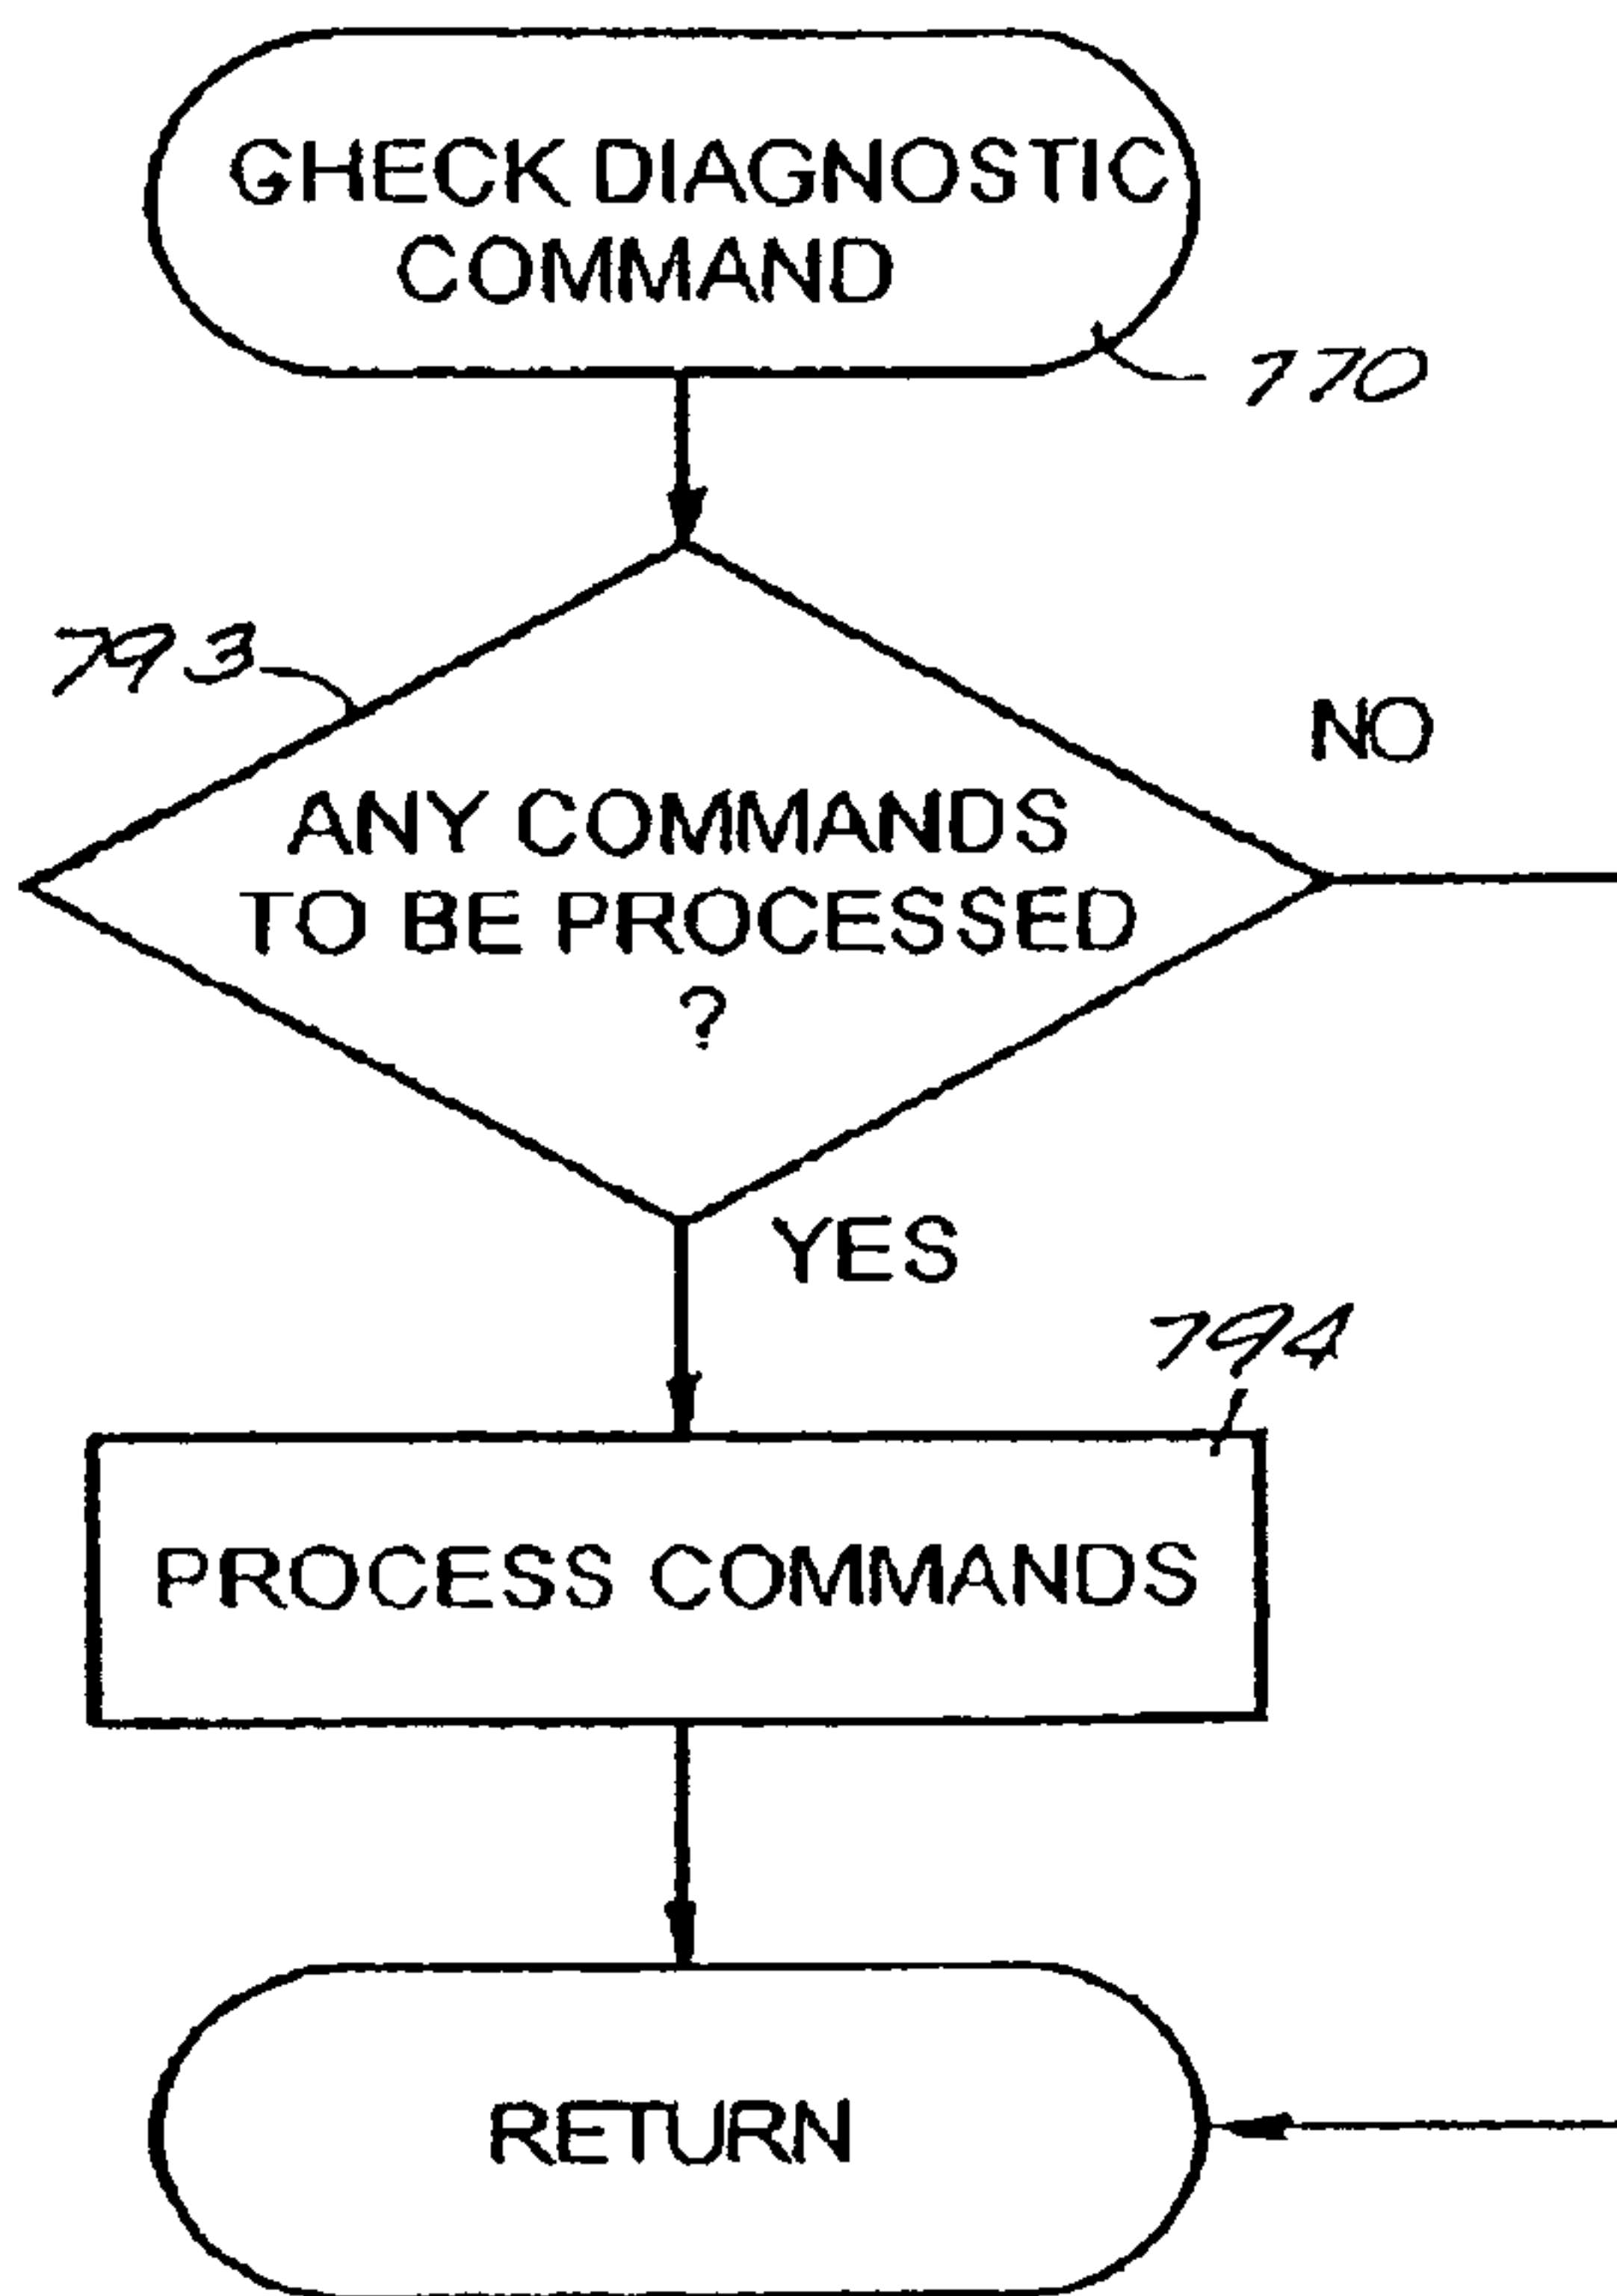 GHECK DIAGNOSTIC
COMMAND
770
793
NO
ANY COMMANDS
TO BE PROCESSED
?
YES
794
PROCESS COMMANDS
RETURN